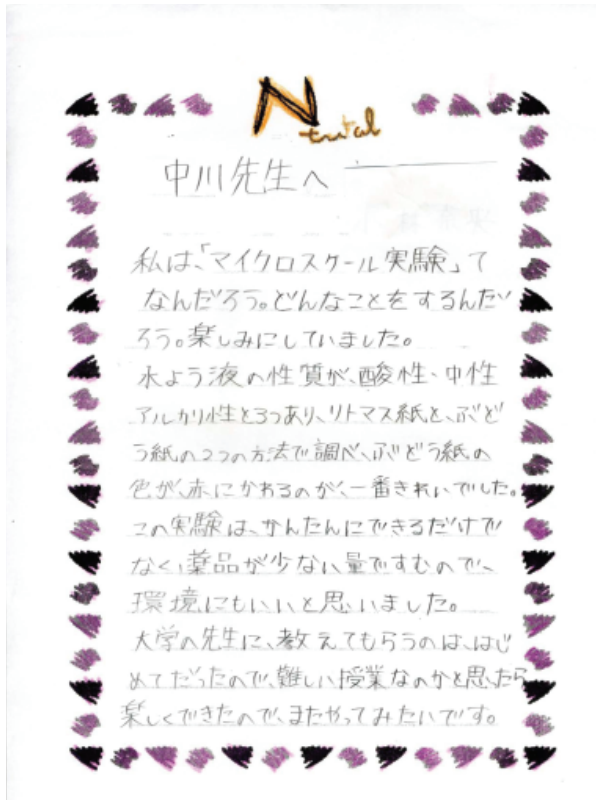 N
trutal
中川先生へ
私は、「マイクロスケール実験」って
なんだろう。どんなことをするんだ
ろう。楽しみにしていました。
水よう液の性質が、酸性、中性
アルカリ性と3つあり、リトマス紙と、ぶど
う紙の2つの方法で調べ、ぶどう紙の
色が、赤にかわるのが、一番きれいでした。
この実験は、かんたんにできるだけで
なく、薬品が少ない量ですむので、
環境にもいいと思いました。
大学の先生に、教えてもらうのは、はじ
めてだったので、難しい授業なのかと思ったら
楽しくできたので、またやってみたいです。